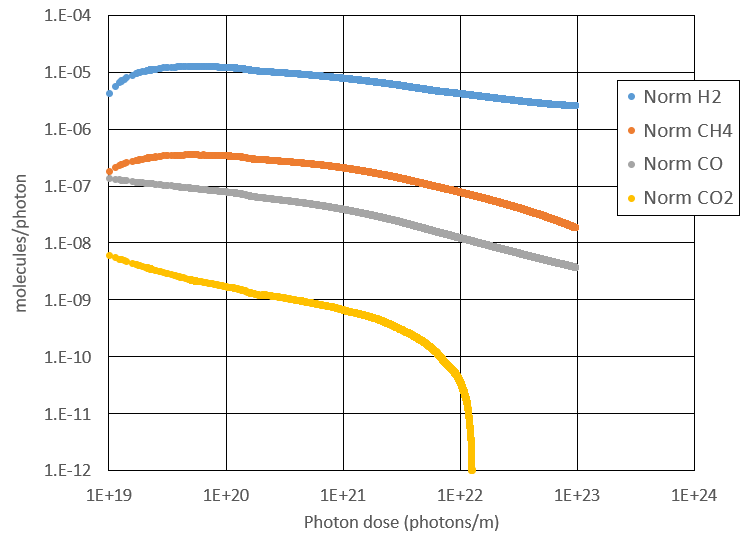 1.E-04
1.E-05
1.E-06
1.E-07
1.E-08
1.E-09
1.E-10
1.E-11
1.E-12
molecules/photon
1E+19 1E+20 1E+21 1E+22 1E+23 1E+24
Photon dose (photons/m)
Norm H2
Norm CH4
Norm CO
Norm CO2